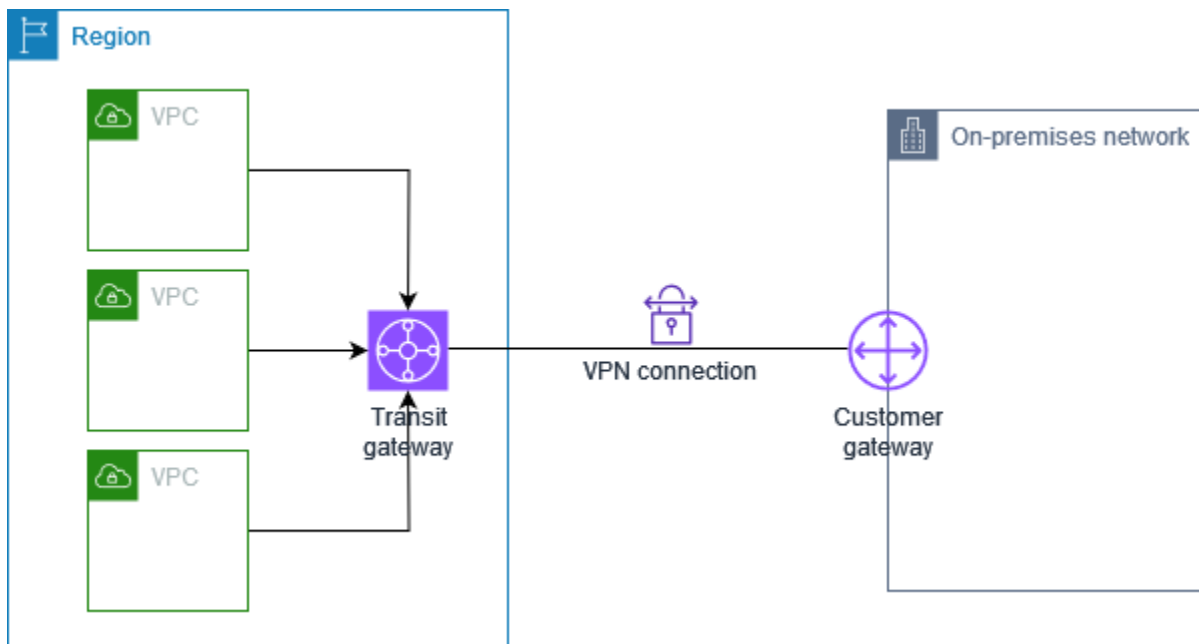 Region
VPC
On-premises network
VPC
VPN connection
Transit
gateway
Customer
gateway
VPC